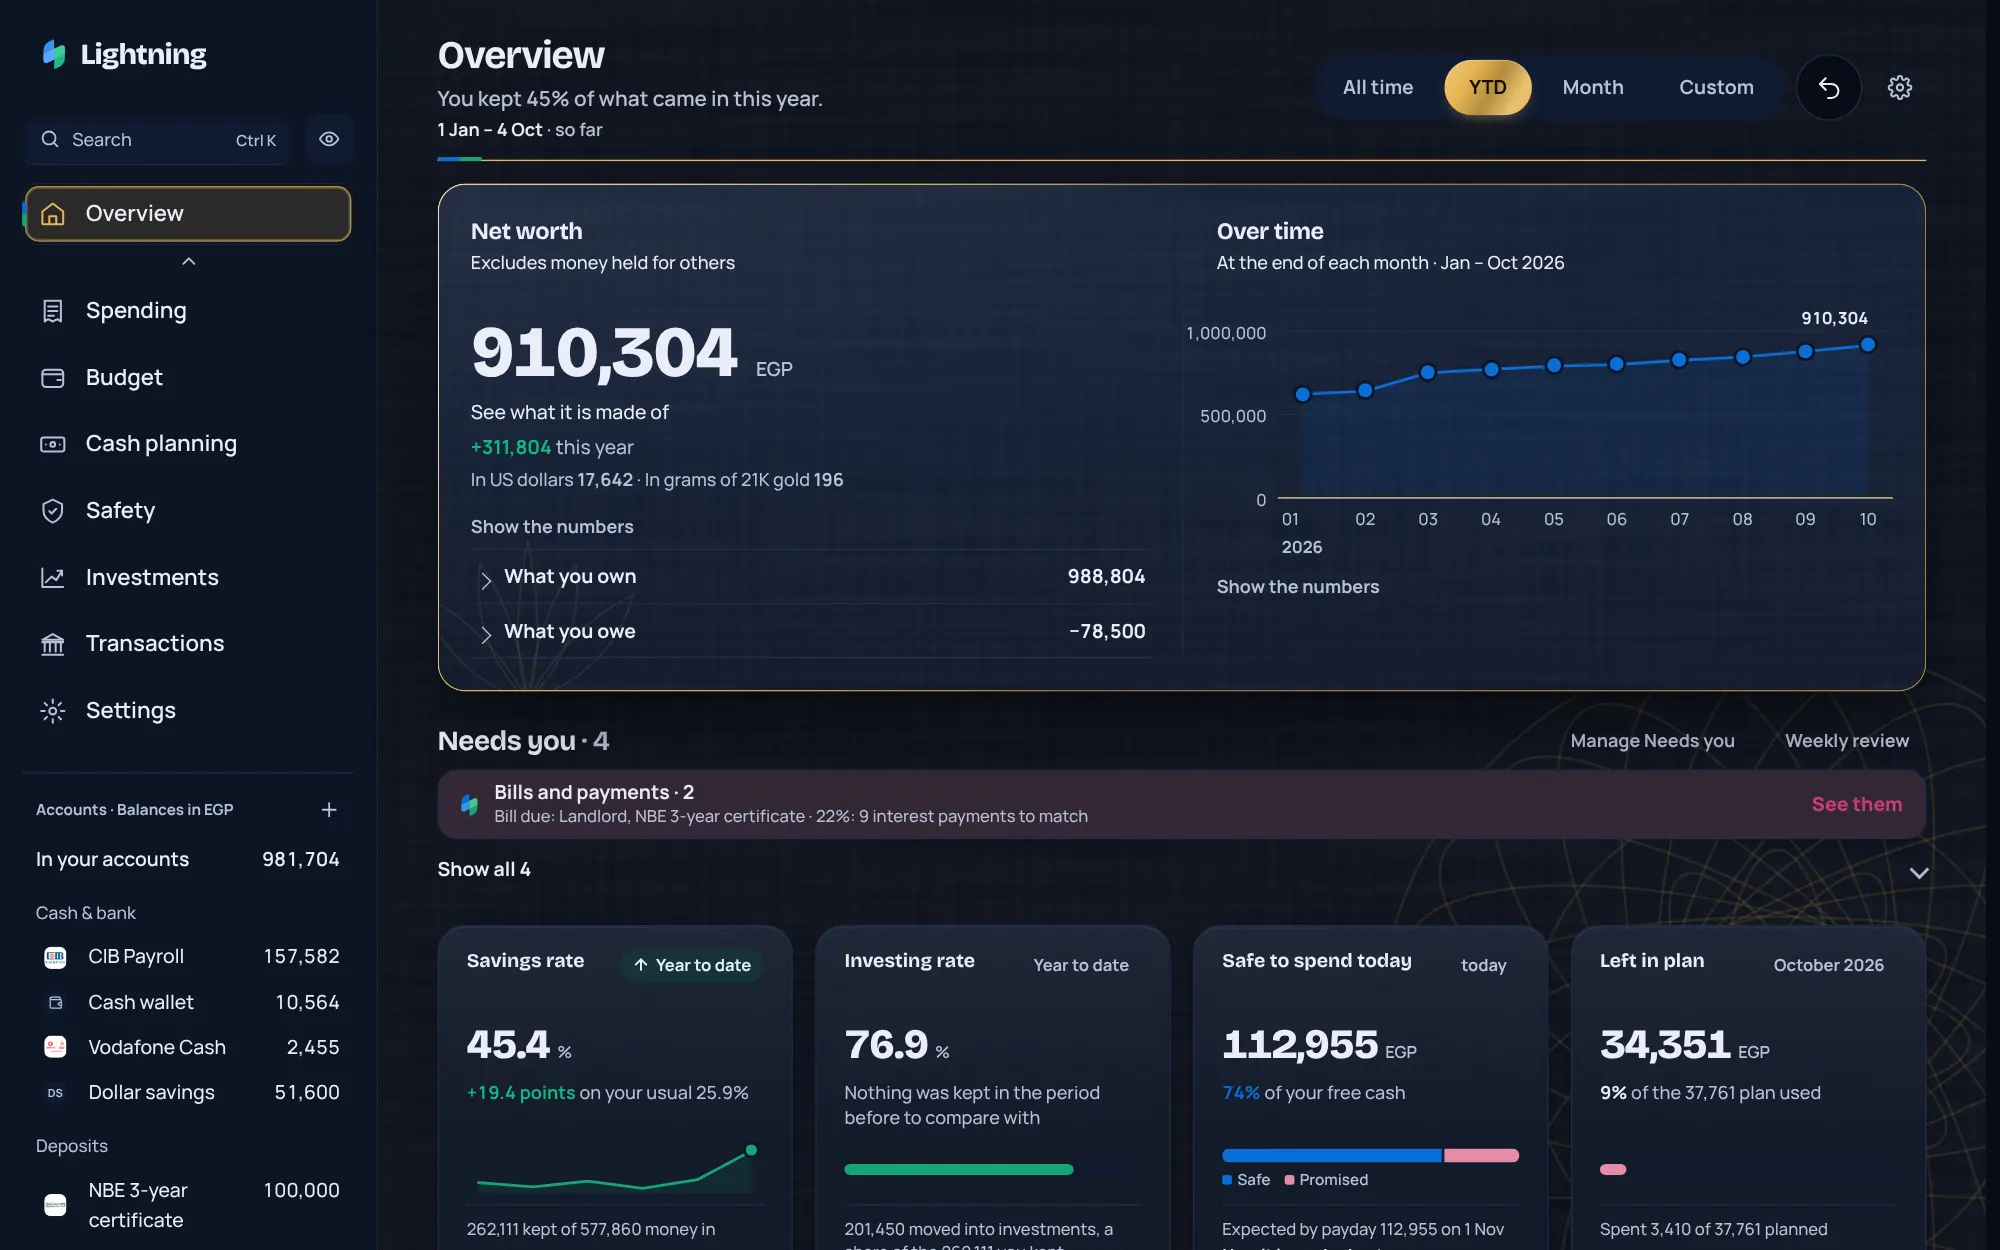 Lightning
Search
Ctrl K
Overview
Spending
Budget
Cash planning
Safety
Investments
Transactions
Settings
Accounts · Balances in EGP
In your accounts 981,704
Cash & bank
CIB Payroll 157,582
Cash wallet 10,564
Vodafone Cash 2,455
DS Dollar savings 51,600
Deposits
NBE 3-year 100,000
certificate
Overview
You kept 45% of what came in this year.
1 Jan – 4 Oct · so far
All time YTD Month Custom
Net worth
Excludes money held for others
910,304 EGP
See what it is made of
+311,804 this year
In US dollars 17,642 · In grams of 21K gold 196
Show the numbers
What you own 988,804
What you owe −78,500
Over time
At the end of each month · Jan – Oct 2026
910,304
1,000,000
500,000
0
01 02 03 04 05 06 07 08 09 10
2026
Show the numbers
Needs you · 4
Manage Needs you Weekly review
Bills and payments · 2
Bill due: Landlord, NBE 3-year certificate · 22%: 9 interest payments to match
See them
Show all 4
Savings rate Year to date
45.4 %
+19.4 points on your usual 25.9%
262,111 kept of 577,860 money in
Investing rate Year to date
76.9 %
Nothing was kept in the period
before to compare with
201,450 moved into investments, a
Safe to spend today today
112,955 EGP
74% of your free cash
Safe Promised
Expected by payday 112,955 on 1 Nov
Left in plan October 2026
34,351 EGP
9% of the 37,761 plan used
Spent 3,410 of 37,761 planned